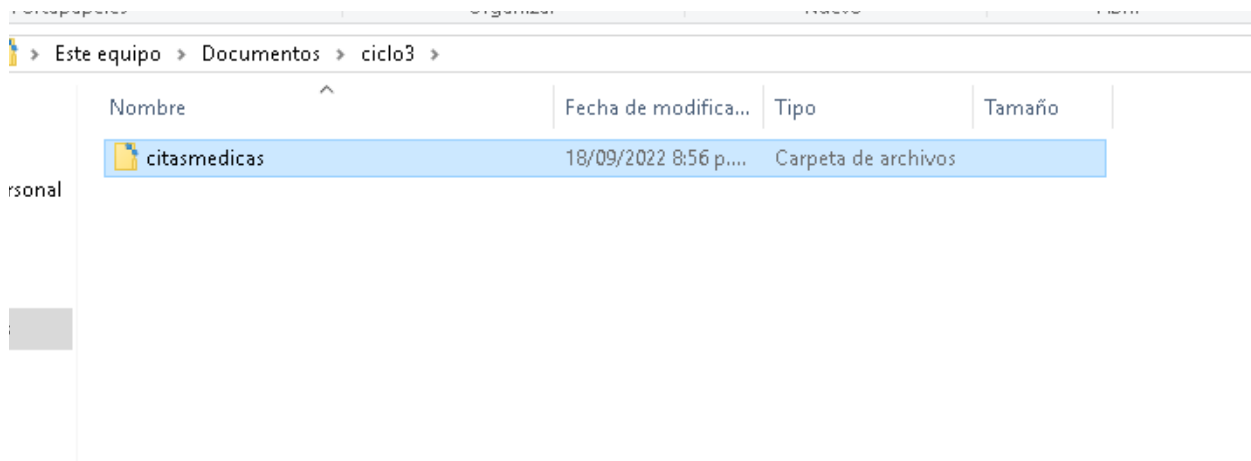 > Este equipo > Documentos > ciclo3 >
Nombre Fecha de modifica... Tipo Tamaño
citasmedicas 18/09/2022 8:56 p.... Carpeta de archivos
rsonal